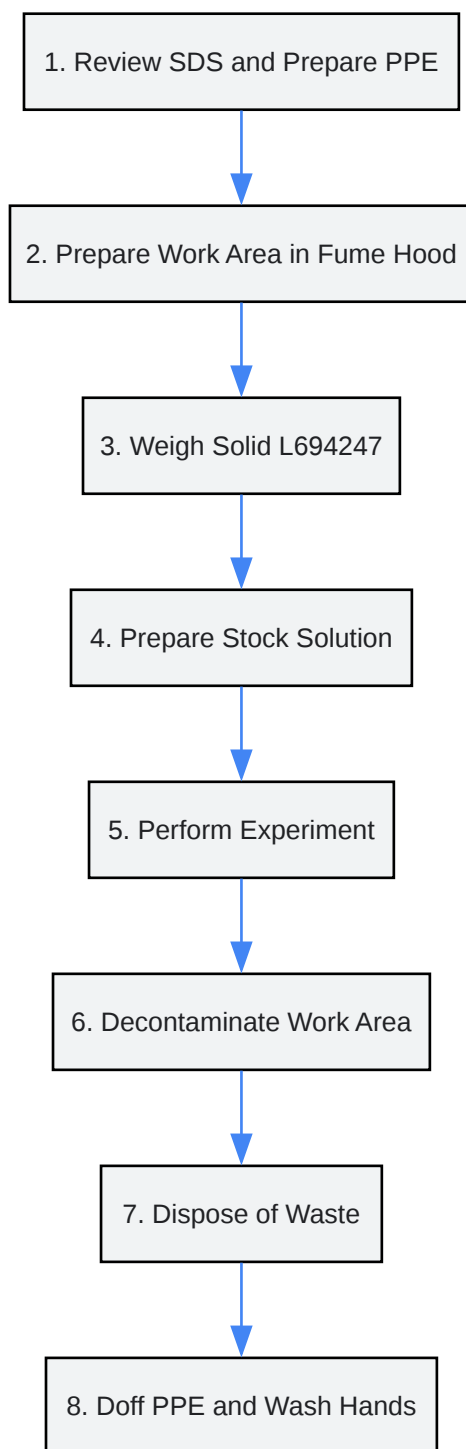 1. Review SDS and Prepare PPE
2. Prepare Work Area in Fume Hood
3. Weigh Solid L694247
4. Prepare Stock Solution
5. Perform Experiment
6. Decontaminate Work Area
7. Dispose of Waste
8. Doff PPE and Wash Hands